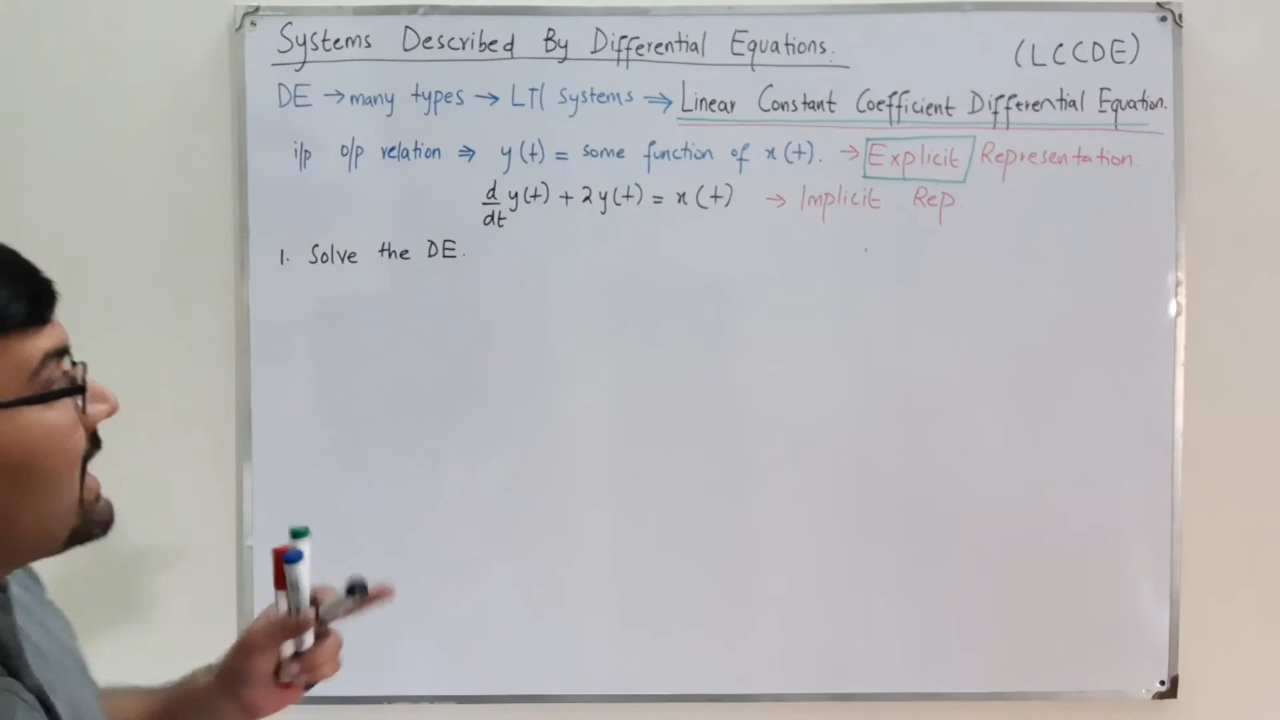 Systems Described By Differential Equations. (LCCDE)
DE → many types → LTI systems ⇒ Linear Constant Coefficient Differential Equation.
i/p o/p relation ⇒ y(t) = some function of x(t). → Explicit Representation.
d/dt y(t) + 2y(t) = x(t) → Implicit Rep.
1. Solve the DE.